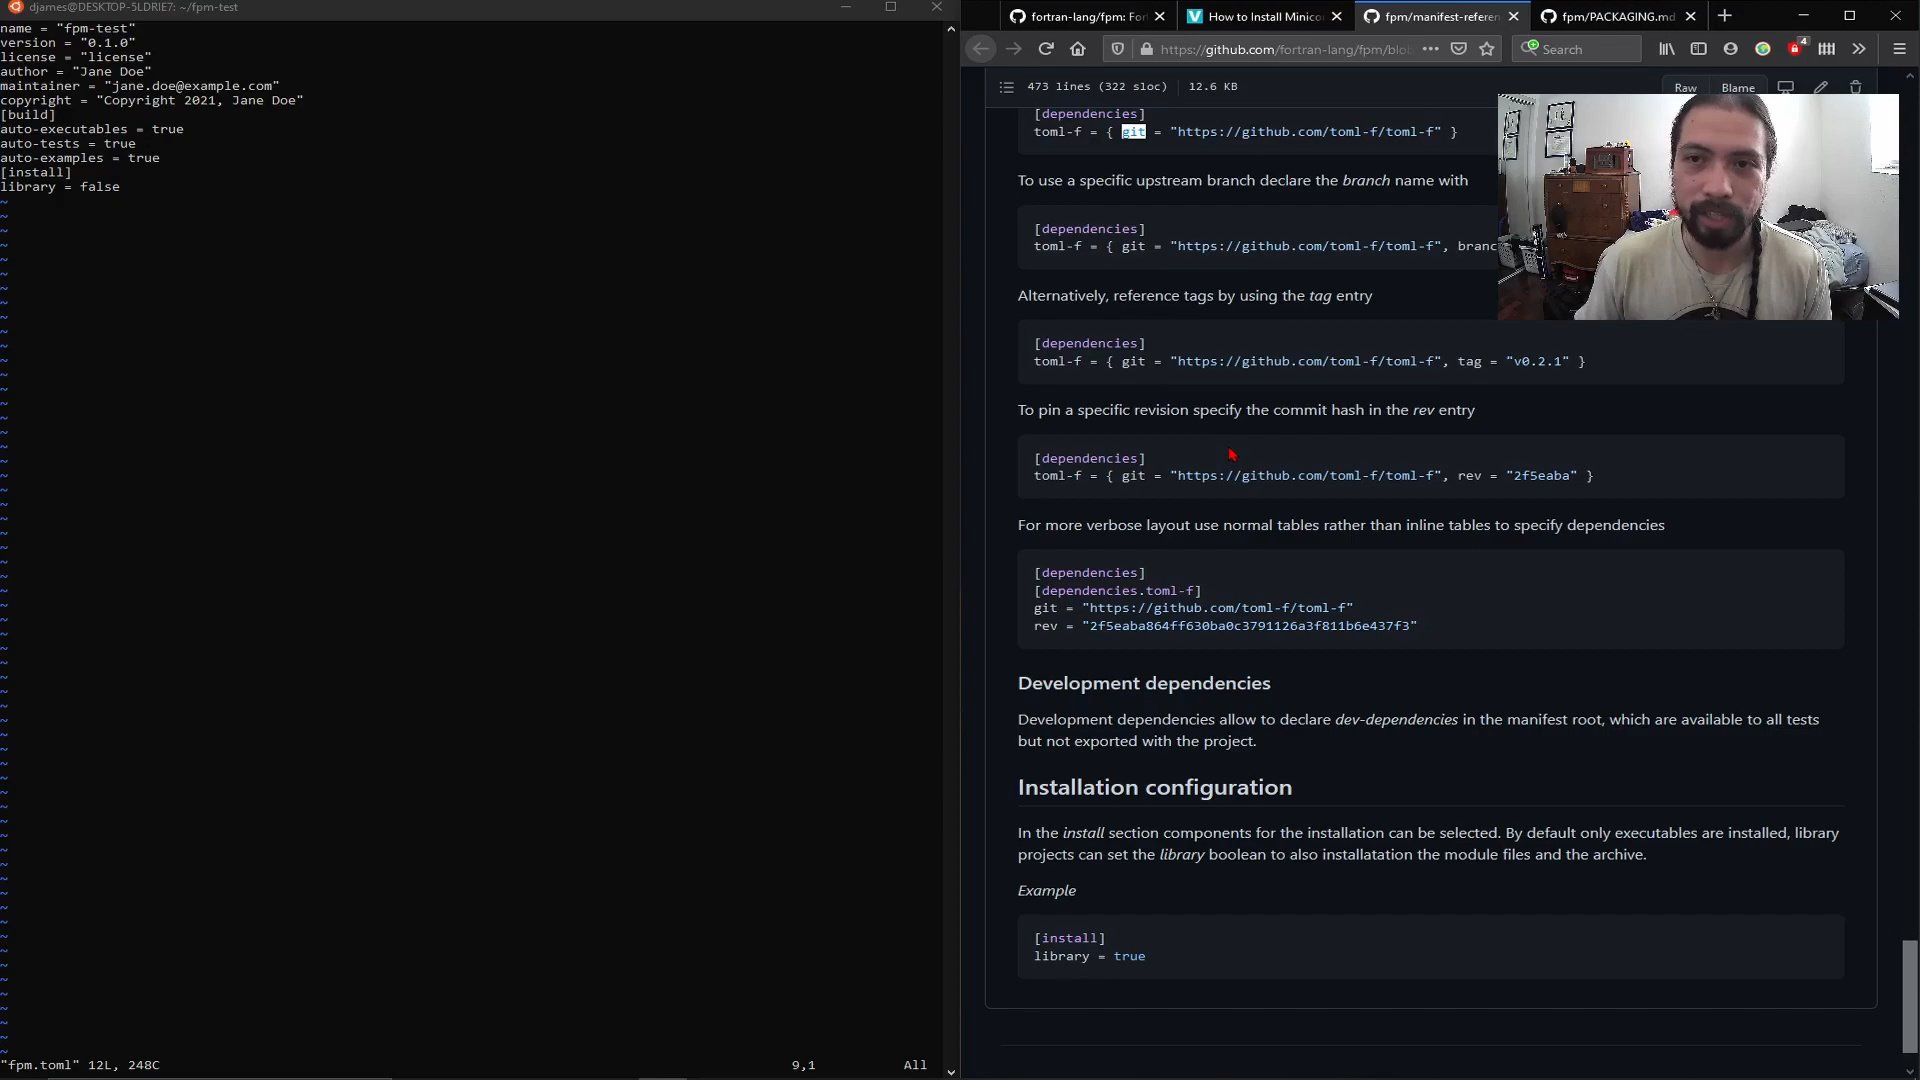 djames@DESKTOP-5LDRIE7: ~/fpm-test
name = "fpm-test"
version = "0.1.0"
license = "license"
author = "Jane Doe"
maintainer = "jane.doe@example.com"
copyright = "Copyright 2021, Jane Doe"
[build]
auto-executables = true
auto-tests = true
auto-examples = true
[install]
library = false
"fpm.toml" 12L, 248C
9,1
All
fortran-lang/fpm: For
How to Install Minico
fpm/manifest-referen
fpm/PACKAGING.md
https://github.com/fortran-lang/fpm/blo
Search
4
473 lines (322 sloc)
12.6 KB
Raw
Blame
[dependencies]
toml-f = { git = "https://github.com/toml-f/toml-f" }
To use a specific upstream branch declare the branch name with
[dependencies]
toml-f = { git = "https://github.com/toml-f/toml-f", branc
Alternatively, reference tags by using the tag entry
[dependencies]
toml-f = { git = "https://github.com/toml-f/toml-f", tag = "v0.2.1" }
To pin a specific revision specify the commit hash in the rev entry
[dependencies]
toml-f = { git = "https://github.com/toml-f/toml-f", rev = "2f5eaba" }
For more verbose layout use normal tables rather than inline tables to specify dependencies
[dependencies]
[dependencies.toml-f]
git = "https://github.com/toml-f/toml-f"
rev = "2f5eaba864ff630ba0c3791126a3f811b6e437f3"
Development dependencies
Development dependencies allow to declare dev-dependencies in the manifest root, which are available to all tests
but not exported with the project.
Installation configuration
In the install section components for the installation can be selected. By default only executables are installed, library
projects can set the library boolean to also installatation the module files and the archive.
Example
[install]
library = true